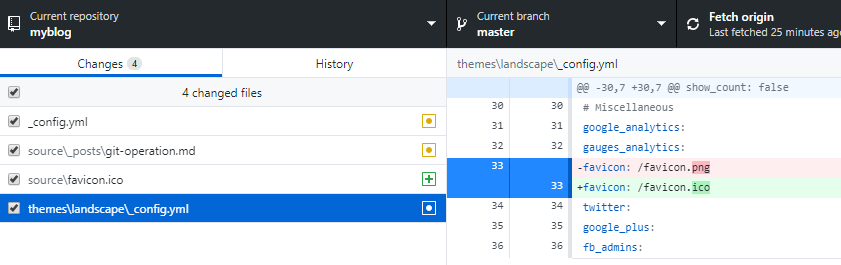 Current repository
myblog
Current branch
master
Fetch origin
Last fetched 25 minutes ago
Changes 4
History
4 changed files
_config.yml
source\_posts\git-operation.md
source\favicon.ico
themes\landscape\_config.yml
themes\landscape\_config.yml
@@ -30,7 +30,7 @@ show_count: false
30 30 # Miscellaneous
31 31 google_analytics:
32 32 gauges_analytics:
33 -favicon: /favicon.png
33 +favicon: /favicon.ico
34 34 twitter:
35 35 google_plus:
36 36 fb_admins: